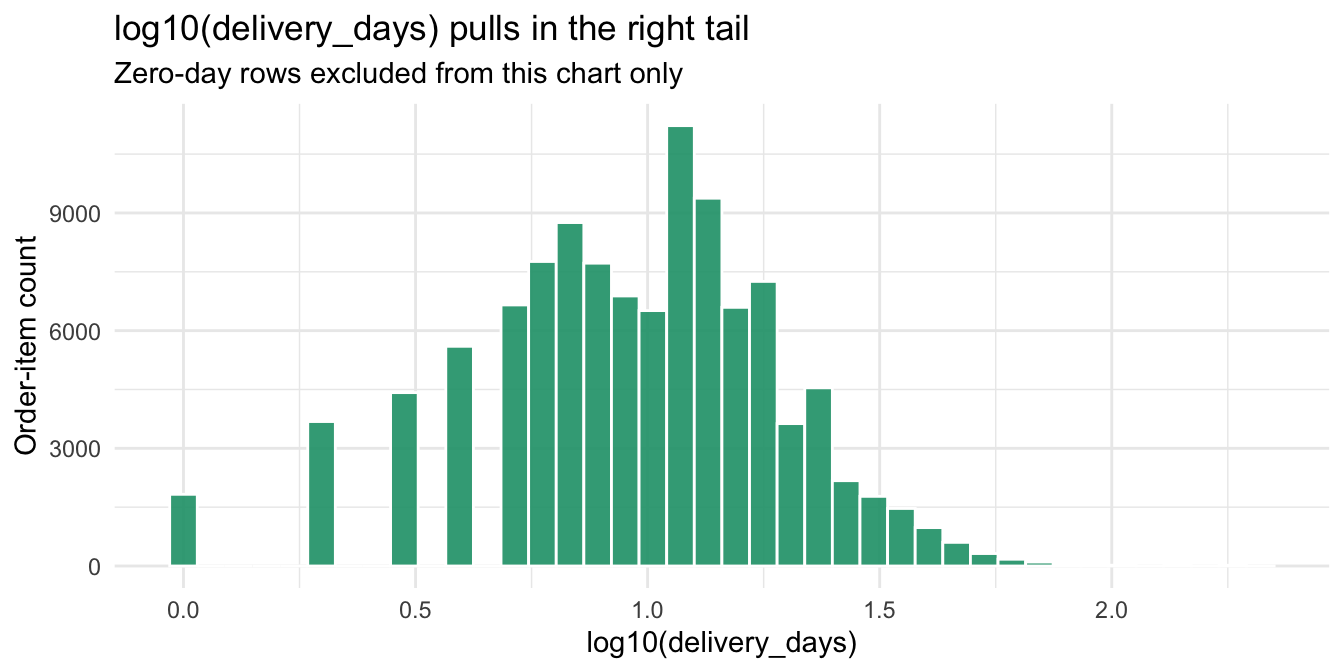 log10(delivery_days) pulls in the right tail
Zero-day rows excluded from this chart only
Order-item count
9000
6000
3000
0
0.0 0.5 1.0 1.5 2.0
log10(delivery_days)